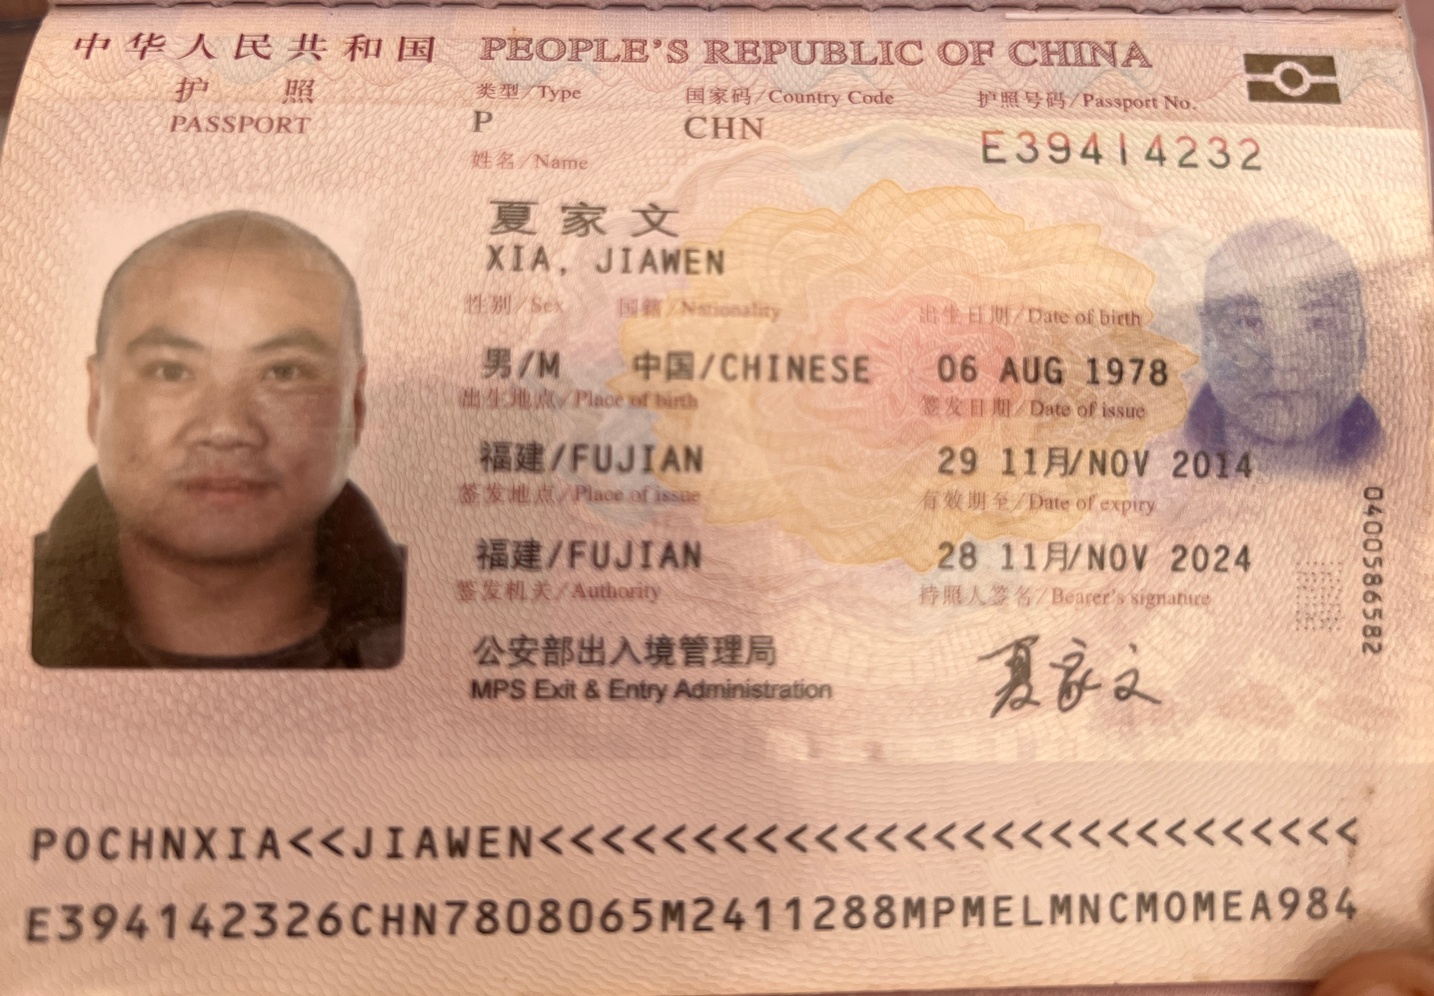 中华人民共和国 PEOPLE'S REPUBLIC OF CHINA
护 照
PASSPORT
类型/Type 国家码/Country Code 护照号码/Passport No.
P CHN E39414232
姓名/Name
夏家文
XIA, JIAWEN
性别/Sex 国籍/Nationality 出生日期/Date of birth
男/M 中国/CHINESE 06 AUG 1978
出生地点/Place of birth 签发日期/Date of issue
福建/FUJIAN 29 11月/NOV 2014
签发地点/Place of issue 有效期至/Date of expiry
福建/FUJIAN 28 11月/NOV 2024
签发机关/Authority 持照人签名/Bearer's signature
公安部出入境管理局
MPS Exit & Entry Administration
夏家文
0400586582
POCHNXIA<<JIAWEN<<<<<<<<<<<<<<<<<<<<<<<<<<<<
E394142326CHN7808065M2411288MPMELMNCMOMEA984